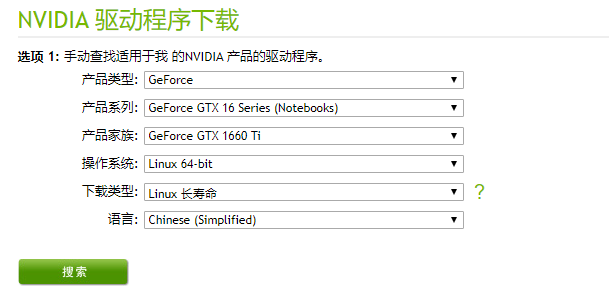 NVIDIA 驱动程序下载
选项 1: 手动查找适用于我 的NVIDIA 产品的驱动程序。
产品类型: GeForce
产品系列: GeForce GTX 16 Series (Notebooks)
产品家族: GeForce GTX 1660 Ti
操作系统: Linux 64-bit
下载类型: Linux 长寿命 ?
语言: Chinese (Simplified)
搜索